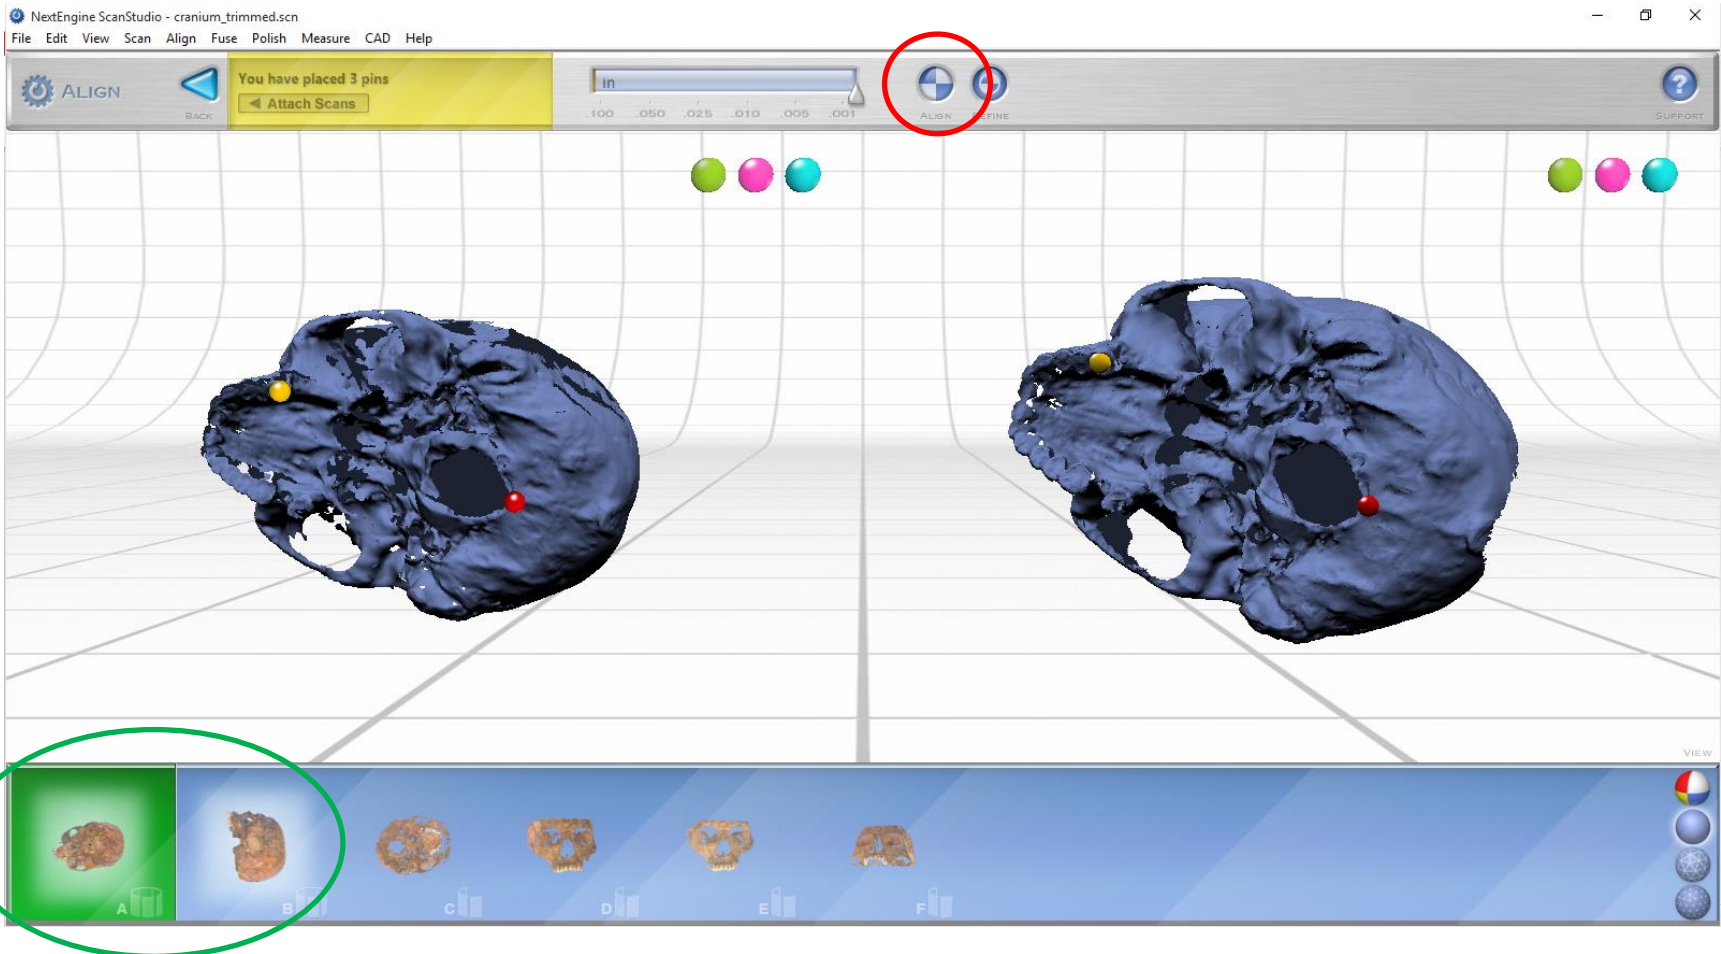 NextEngine ScanStudio - cranium_trimmed.scn
File Edit View Scan Align Fuse Polish Measure CAD Help
ALIGN
BACK
You have placed 3 pins
Attach Scans
in
.100 .050 .025 .010 .005 .001
ALIGN
REFINE
?
SUPPORT
VIEW
A B C D E F